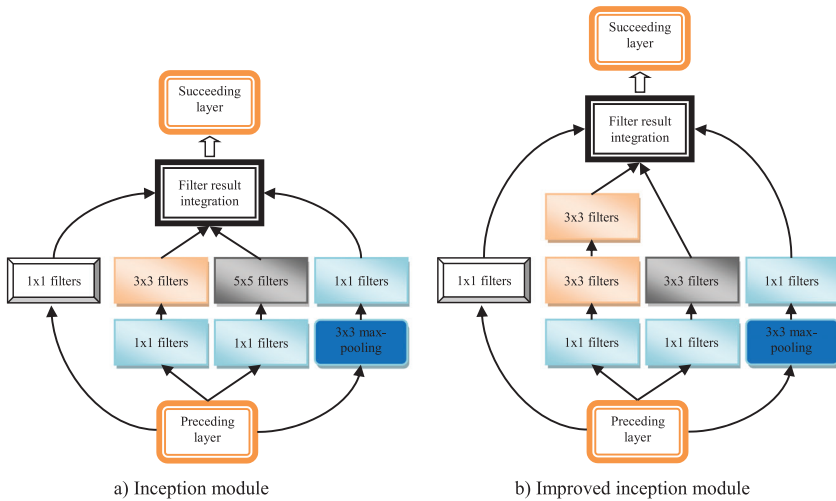 Succeeding
layer
Filter result
integration
1x1 filters
3x3 filters
5x5 filters
1x1 filters
1x1 filters
1x1 filters
3x3 max-
pooling
Preceding
layer
a) Inception module
Succeeding
layer
Filter result
integration
3x3 filters
1x1 filters
3x3 filters
3x3 filters
1x1 filters
1x1 filters
1x1 filters
3x3 max-
pooling
Preceding
layer
b) Improved inception module